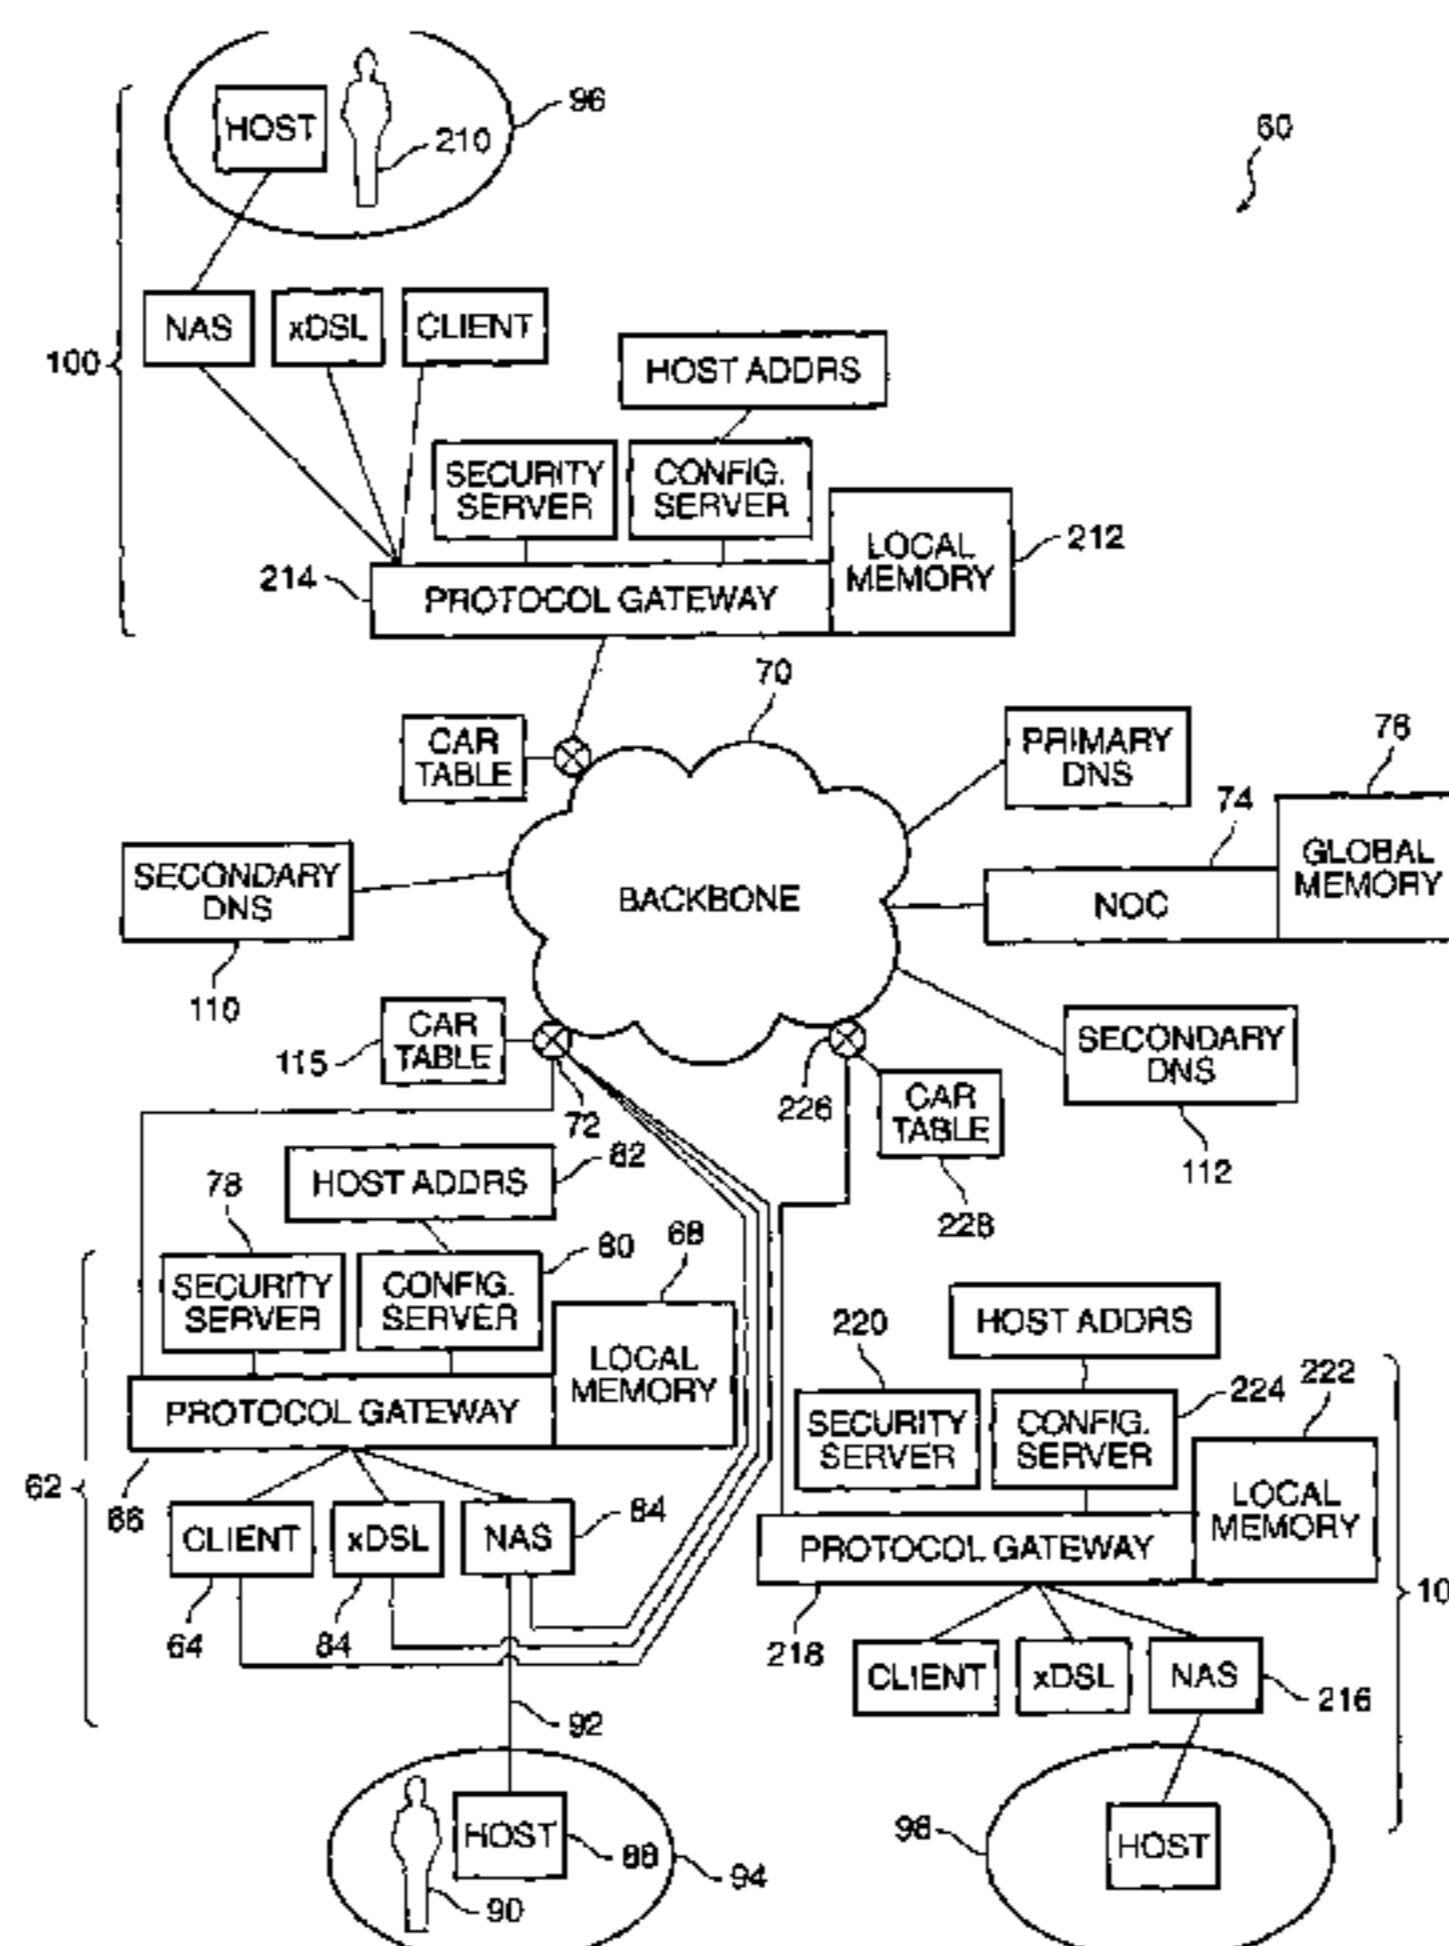 96
HOST
210
60
NAS
xDSL
CLIENT
100
HOST ADDRS
SECURITY
SERVER
CONFIG.
SERVER
LOCAL
MEMORY
212
214
PROTOCOL GATEWAY
70
CAR
TABLE
PRIMARY
DNS
76
74
SECONDARY
DNS
BACKBONE
NOC
GLOBAL
MEMORY
110
CAR
TABLE
115
72
226
CAR
TABLE
SECONDARY
DNS
112
228
82
HOST ADDRS
78
80
68
SECURITY
SERVER
CONFIG.
SERVER
LOCAL
MEMORY
PROTOCOL GATEWAY
62
66
CLIENT
xDSL
NAS
84
64
84
HOST ADDRS
220
224
222
SECURITY
SERVER
CONFIG.
SERVER
LOCAL
MEMORY
PROTOCOL GATEWAY
10
218
CLIENT
xDSL
NAS
216
92
HOST
88
94
90
98
HOST